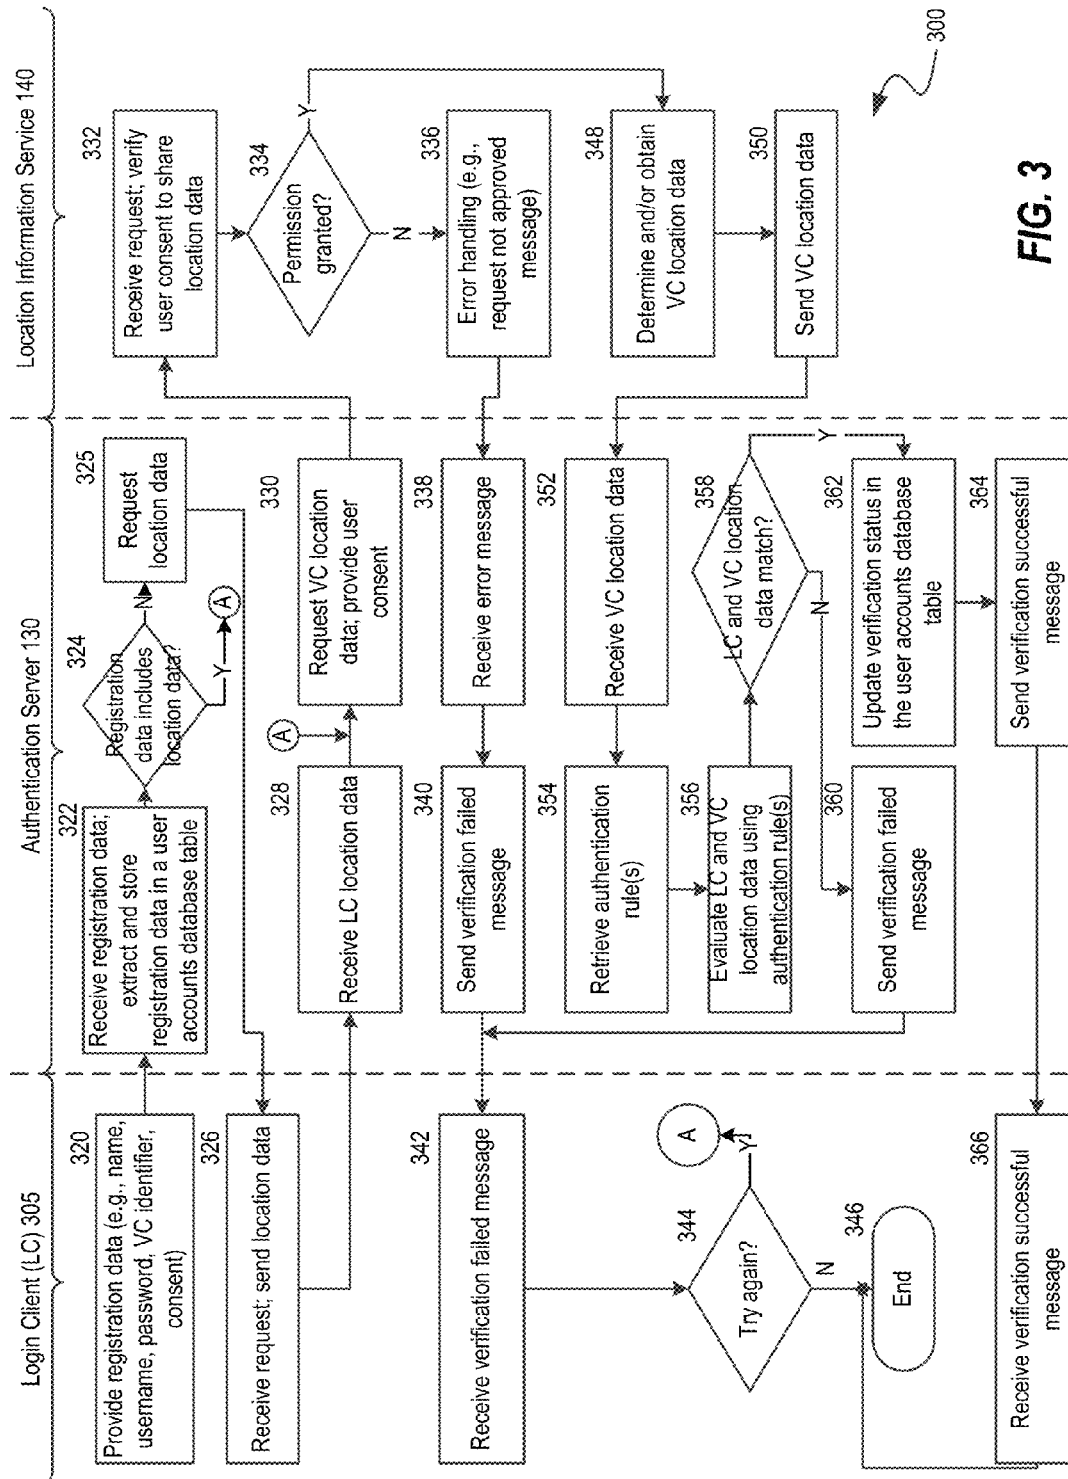 Login Client (LC) 305
Authentication Server 130
Location Information Service 140
320
Provide registration data (e.g., name,
username, password, VC identifier,
consent)
322
Receive registration data;
extract and store
registration data in a user
accounts database table
324
Registration
data includes
location data?
N
Y
A
325
Request
location data
326
Receive request; send location data
328
Receive LC location data
A
330
Request VC location
data; provide user
consent
332
Receive request; verify
user consent to share
location data
334
Permission
granted?
Y
N
336
Error handling (e.g.,
request not approved
message)
338
Receive error message
340
Send verification failed
message
342
Receive verification failed message
344
Try again?
Y
A
N
346
End
348
Determine and/or obtain
VC location data
350
Send VC location data
352
Receive VC location data
354
Retrieve authentication
rule(s)
356
Evaluate LC and VC
location data using
authentication rule(s)
358
LC and VC location
data match?
Y
N
360
Send verification failed
message
362
Update verification status in
the user accounts database
table
364
Send verification successful
message
366
Receive verification successful
message
300
FIG. 3